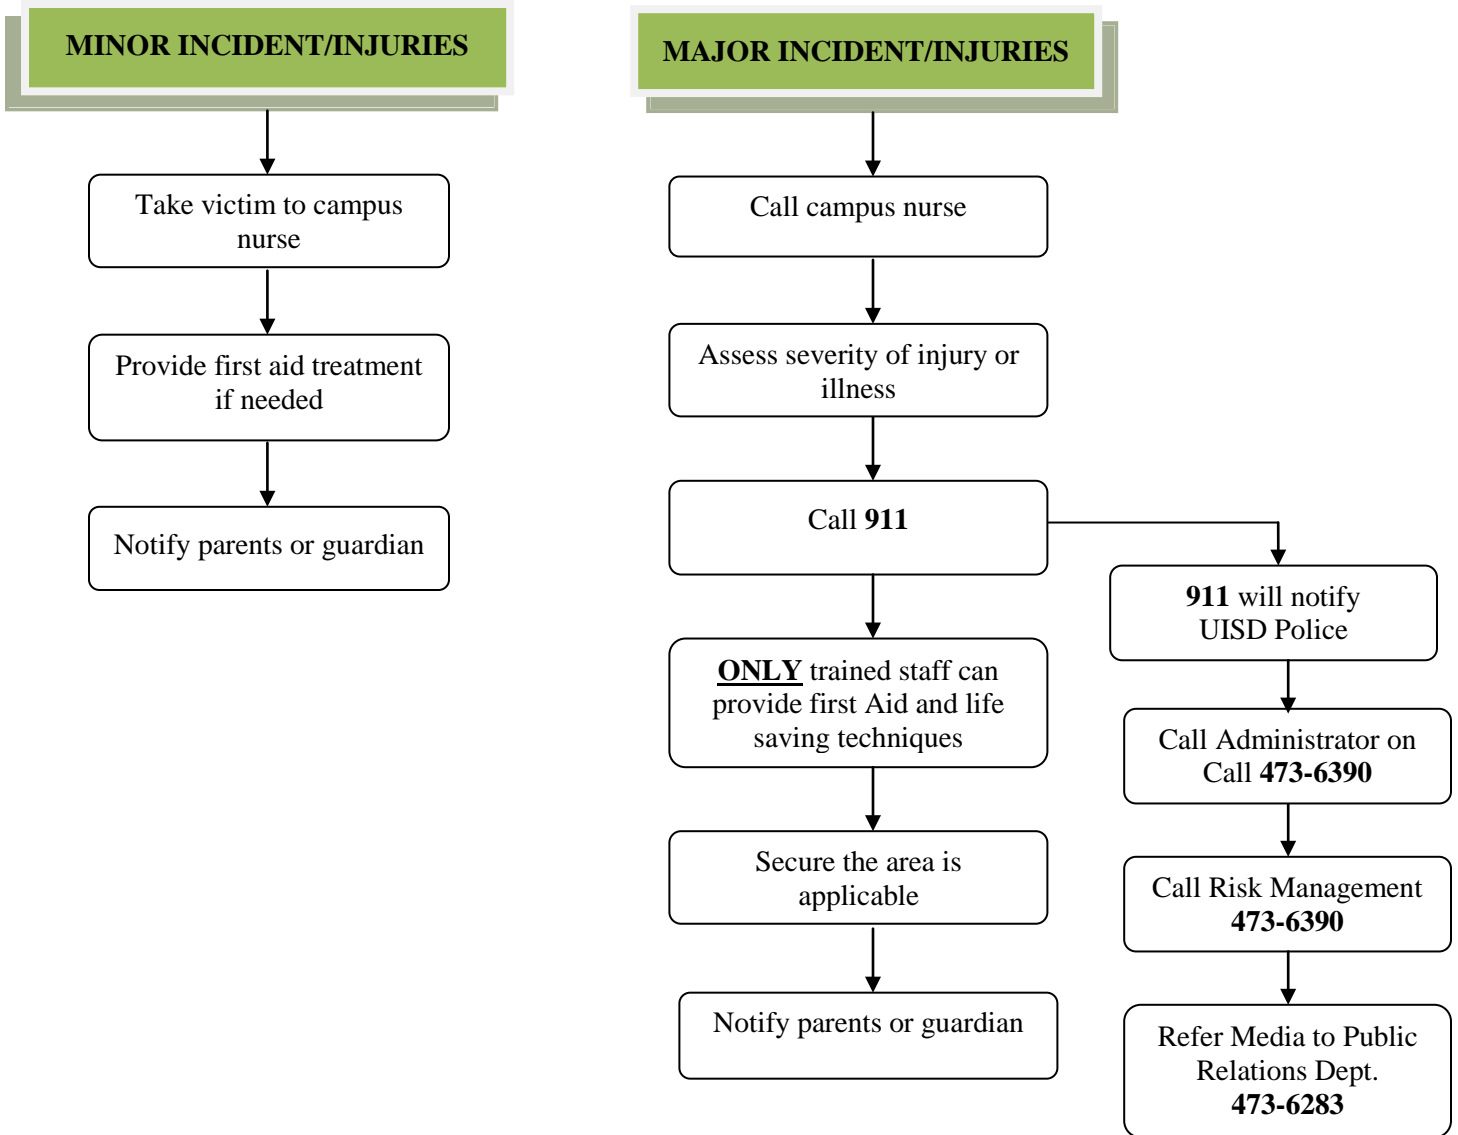 MINOR INCIDENT/INJURIES
Take victim to campus
nurse
Provide first aid treatment
if needed
Notify parents or guardian
MAJOR INCIDENT/INJURIES
Call campus nurse
Assess severity of injury or
illness
Call 911
ONLY trained staff can
provide first Aid and life
saving techniques
Secure the area is
applicable
Notify parents or guardian
911 will notify
UISD Police
Call Administrator on
Call 473-6390
Call Risk Management
473-6390
Refer Media to Public
Relations Dept.
473-6283